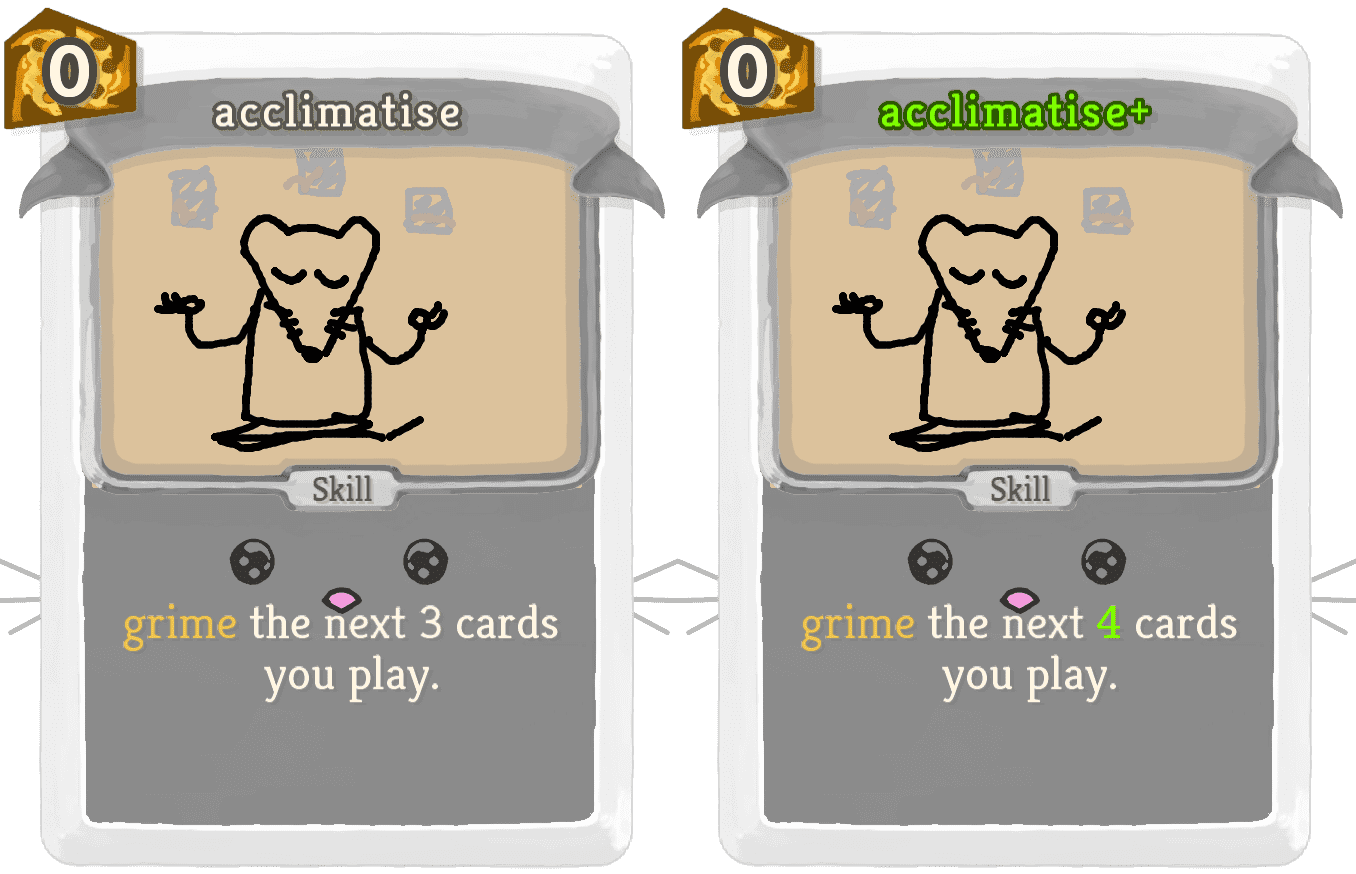 0
acclimatise
Skill
grime the next 3 cards
you play.
0
acclimatise+
Skill
grime the next 4 cards
you play.